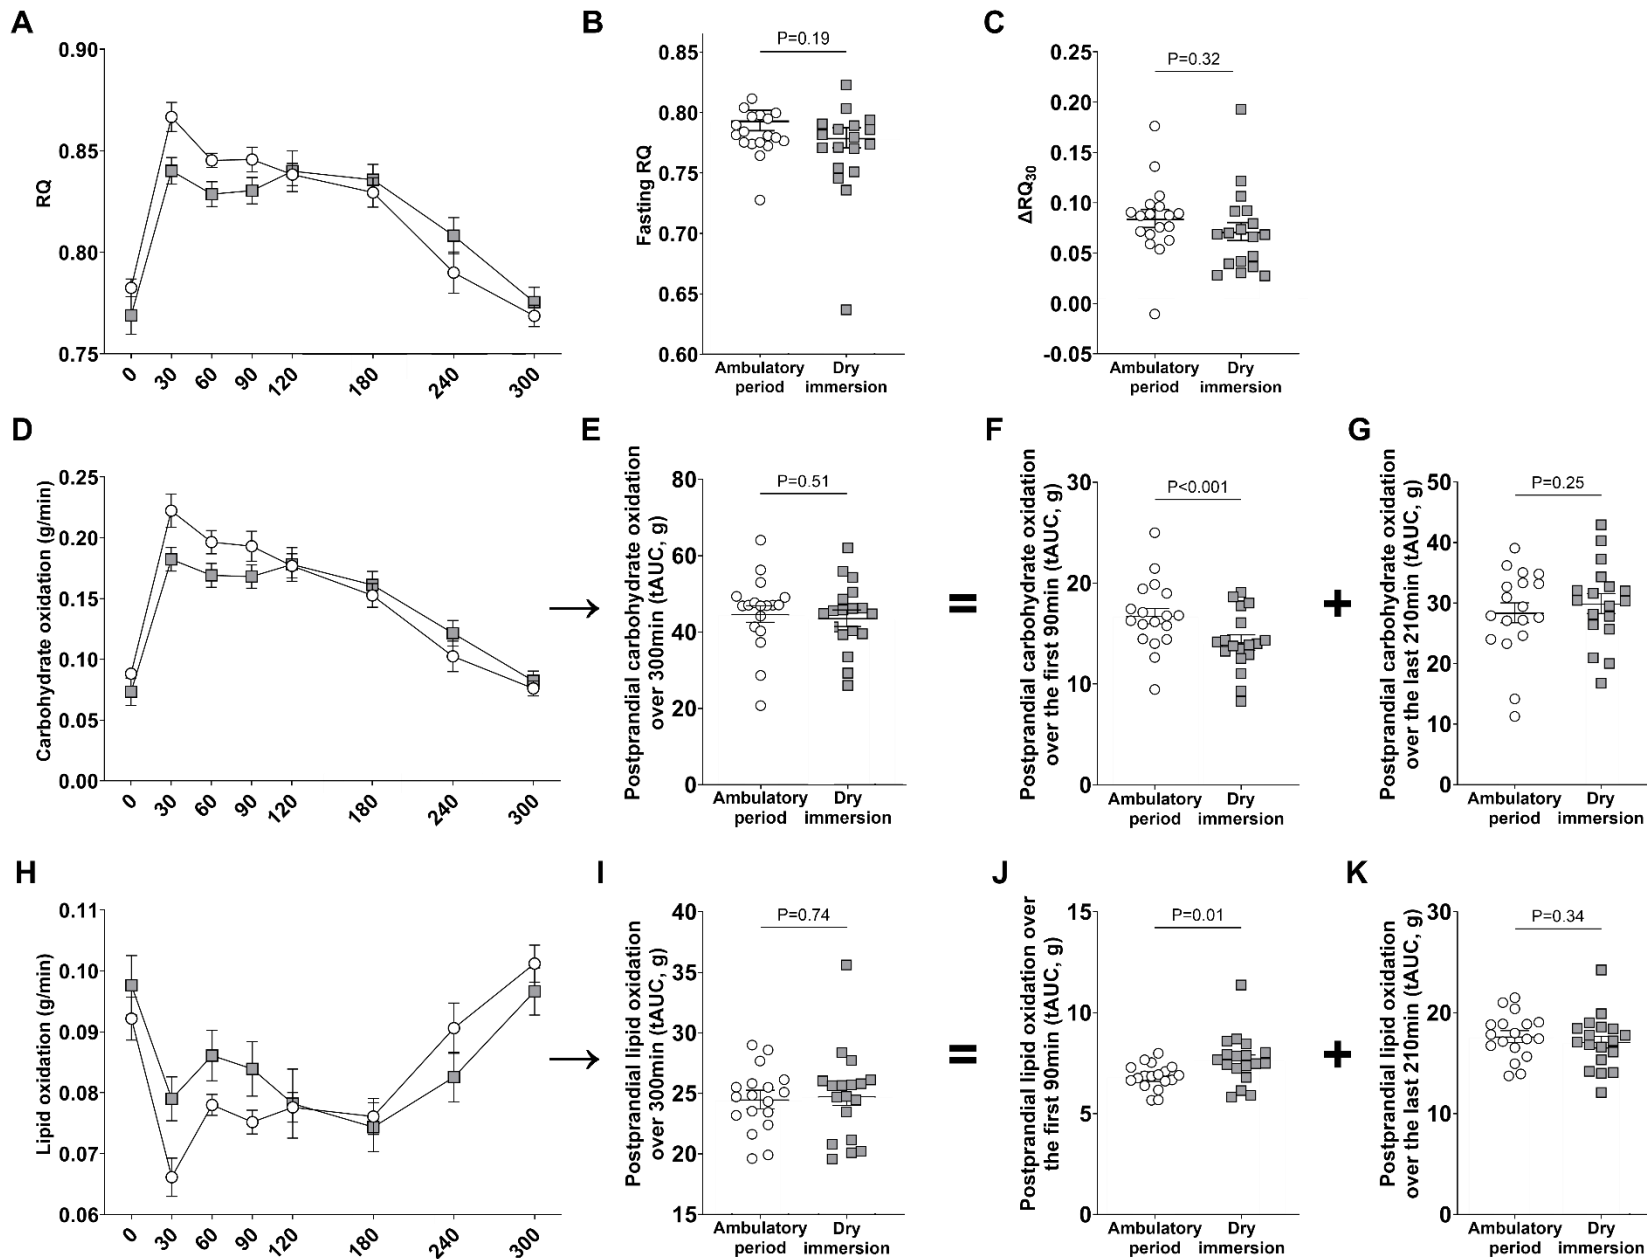 A
RQ
0.90
0.85
0.80
0.75
0
30
60
90
120
180
240
300
B
Fasting RQ
0.85
0.80
0.75
0.70
0.65
0.60
P=0.19
Ambulatory
period
Dry
immersion
C
ΔRQ30
0.25
0.20
0.15
0.10
0.05
0.00
-0.05
P=0.32
Ambulatory
period
Dry
immersion
D
Carbohydrate oxidation (g/min)
0.25
0.20
0.15
0.10
0.05
0.00
0
30
60
90
120
180
240
300
→
E
Postprandial carbohydrate oxidation
over 300min (tAUC, g)
80
60
40
20
0
P=0.51
Ambulatory
period
Dry
immersion
=
F
Postprandial carbohydrate oxidation
over the first 90min (tAUC, g)
30
20
10
0
P<0.001
Ambulatory
period
Dry
immersion
+
G
Postprandial carbohydrate oxidation
over the last 210min (tAUC, g)
50
40
30
20
10
0
P=0.25
Ambulatory
period
Dry
immersion
H
Lipid oxidation (g/min)
0.11
0.10
0.09
0.08
0.07
0.06
0
30
60
90
120
180
240
300
→
I
Postprandial lipid oxidation
over 300min (tAUC, g)
40
35
30
25
20
15
P=0.74
Ambulatory
period
Dry
immersion
=
J
Postprandial lipid oxidation over
the first 90min (tAUC, g)
15
10
5
0
P=0.01
Ambulatory
period
Dry
immersion
+
K
Postprandial lipid oxidation
over the last 210min (tAUC, g)
30
20
10
0
P=0.34
Ambulatory
period
Dry
immersion